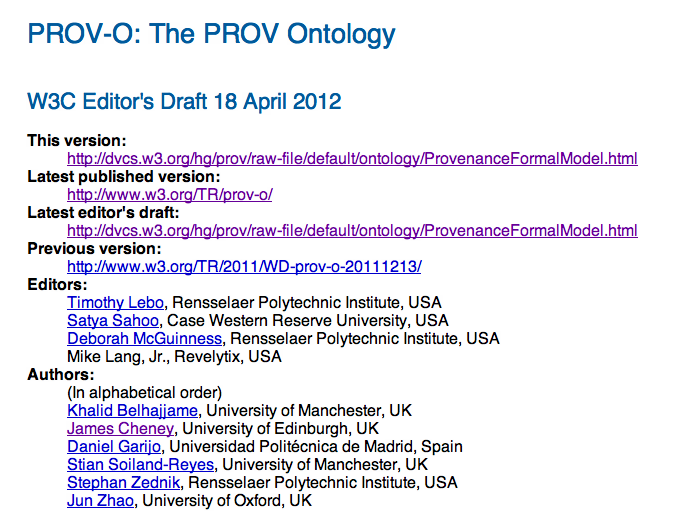 PROV-O: The PROV Ontology
W3C Editor's Draft 18 April 2012
This version:
http://dvcs.w3.org/hg/prov/raw-file/default/ontology/ProvenanceFormalModel.html
Latest published version:
http://www.w3.org/TR/prov-o/
Latest editor's draft:
http://dvcs.w3.org/hg/prov/raw-file/default/ontology/ProvenanceFormalModel.html
Previous version:
http://www.w3.org/TR/2011/WD-prov-o-20111213/
Editors:
Timothy Lebo, Rensselaer Polytechnic Institute, USA
Satya Sahoo, Case Western Reserve University, USA
Deborah McGuinness, Rensselaer Polytechnic Institute, USA
Mike Lang, Jr., Revelytix, USA
Authors:
(In alphabetical order)
Khalid Belhajjame, University of Manchester, UK
James Cheney, University of Edinburgh, UK
Daniel Garijo, Universidad Politécnica de Madrid, Spain
Stian Soiland-Reyes, University of Manchester, UK
Stephan Zednik, Rensselaer Polytechnic Institute, USA
Jun Zhao, University of Oxford, UK